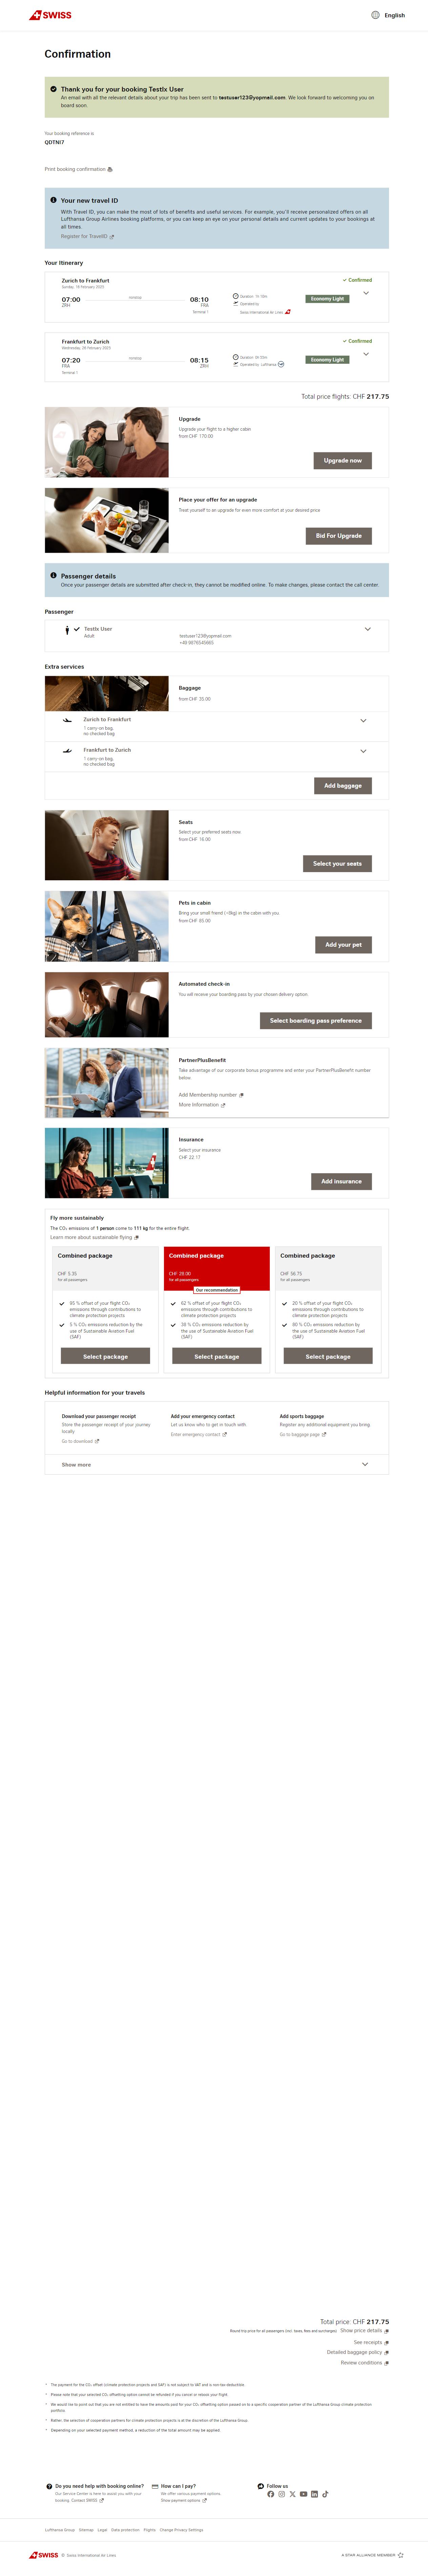 SWISS
English
Confirmation
Thank you for your booking Testlx User
An email with all the relevant details about your trip has been sent to testuser123@yopmail.com. We look forward to welcoming you on
board soon.
Your booking reference is
QDTNI7
Print booking confirmation
Your new travel ID
With Travel ID, you can make the most of lots of benefits and useful services. For example, you'll receive personalized offers on all
Lufthansa Group Airlines booking platforms, or you can keep an eye on your personal details and current updates to your bookings at
all times.
Register for TravelID
Your Itinerary
Zurich to Frankfurt
Confirmed
Sunday, 16 February 2025
07:00
nonstop
08:10
ZRH
FRA
Terminal 1
Duration: 1h 10m
Operated by:
Swiss International Air Lines
Economy Light
Frankfurt to Zurich
Confirmed
Wednesday, 26 February 2025
07:20
nonstop
08:15
FRA
ZRH
Terminal 1
Duration: 0h 55m
Operated by: Lufthansa
Economy Light
Total price flights: CHF 217.75
Upgrade
Upgrade your flight to a higher cabin
from CHF 170.00
Upgrade now
Place your offer for an upgrade
Treat yourself to an upgrade for even more comfort at your desired price
Bid For Upgrade
Passenger details
Once your passenger details are submitted after check-in, they cannot be modified online. To make changes, please contact the call center.
Passenger
Testlx User
Adult
testuser123@yopmail.com
+49 9876545665
Extra services
Baggage
from CHF 35.00
Zurich to Frankfurt
1 carry-on bag,
no checked bag
Frankfurt to Zurich
1 carry-on bag,
no checked bag
Add baggage
Seats
Select your preferred seats now.
from CHF 16.00
Select your seats
Pets in cabin
Bring your small friend (<8kg) in the cabin with you
from CHF 85.00
Add your pet
Automated check-in
You will receive your boarding pass by your chosen delivery option
Select boarding pass preference
PartnerPlusBenefit
Take advantage of our corporate bonus programme and enter your PartnerPlusBenefit number
below.
Add Membership number
More Information
Insurance
Select your insurance
CHF 22.17
Add insurance
Fly more sustainably
The CO₂ emissions of 1 person come to 111 kg for the entire flight.
Learn more about sustainable flying
Combined package
CHF 5.35
for all passengers
95 % offset of your flight CO₂
emissions through contributions to
climate protection projects
5 % CO₂ emissions reduction by the
use of Sustainable Aviation Fuel
(SAF)
Select package
Combined package
CHF 28.00
for all passengers
Our recommendation
62 % offset of your flight CO₂
emissions through contributions to
climate protection projects
38 % CO₂ emissions reduction by
the use of Sustainable Aviation Fuel
(SAF)
Select package
Combined package
CHF 56.75
for all passengers
20 % offset of your flight CO₂
emissions through contributions to
climate protection projects
80 % CO₂ emissions reduction by
the use of Sustainable Aviation Fuel
(SAF)
Select package
Helpful information for your travels
Download your passenger receipt
Store the passenger receipt of your journey
locally
Go to download
Add your emergency contact
Let us know who to get in touch with
Enter emergency contact
Add sports baggage
Register any additional equipment you bring
Go to baggage page
Show more
Total price: CHF 217.75
Round-trip price for all passengers (incl. taxes, fees and surcharges) Show price details
See receipts
Detailed baggage policy
Review conditions
The payment for the CO₂ offset (climate protection projects and SAF) is not subject to VAT and is non-tax-deductible.
Please note that your selected CO₂ offsetting option cannot be refunded if you cancel or rebook your flight.
We would like to point out that you are not entitled to have the amounts paid for your CO₂ offsetting option passed on to a specific cooperation partner of the Lufthansa Group climate protection
portfolio.
Rather, the selection of cooperation partners for climate protection projects is at the discretion of the Lufthansa Group.
Depending on your selected payment method, a reduction of the total amount may be applied.
Do you need help with booking online?
Our Service Center is here to assist you with your
booking. Contact SWISS
How can I pay?
We offer various payment options.
Show payment options
Follow us
Lufthansa Group Sitemap Legal Data protection Flights Change Privacy Settings
SWISS © Swiss International Air Lines
A STAR ALLIANCE MEMBER